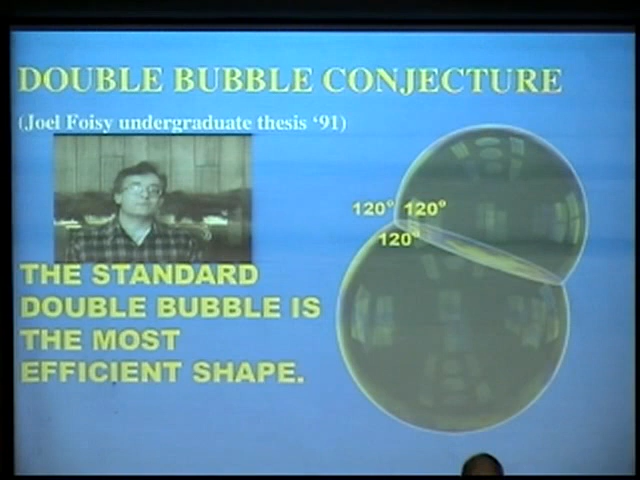 DOUBLE BUBBLE CONJECTURE
(Joel Foisy undergraduate thesis ‘91)
120° 120°
120°
THE STANDARD
DOUBLE BUBBLE IS
THE MOST
EFFICIENT SHAPE.